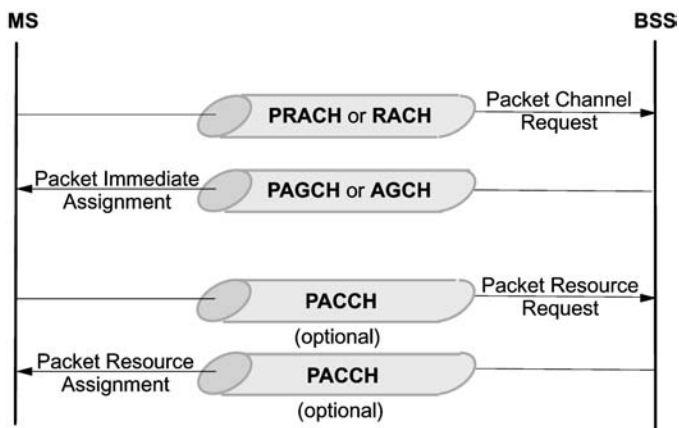 MS
BSS
PRACH or RACH
Packet Channel
Request
Packet Immediate
Assignment
PAGCH or AGCH
PACCH
(optional)
Packet Resource
Request
Packet Resource
Assignment
PACCH
(optional)